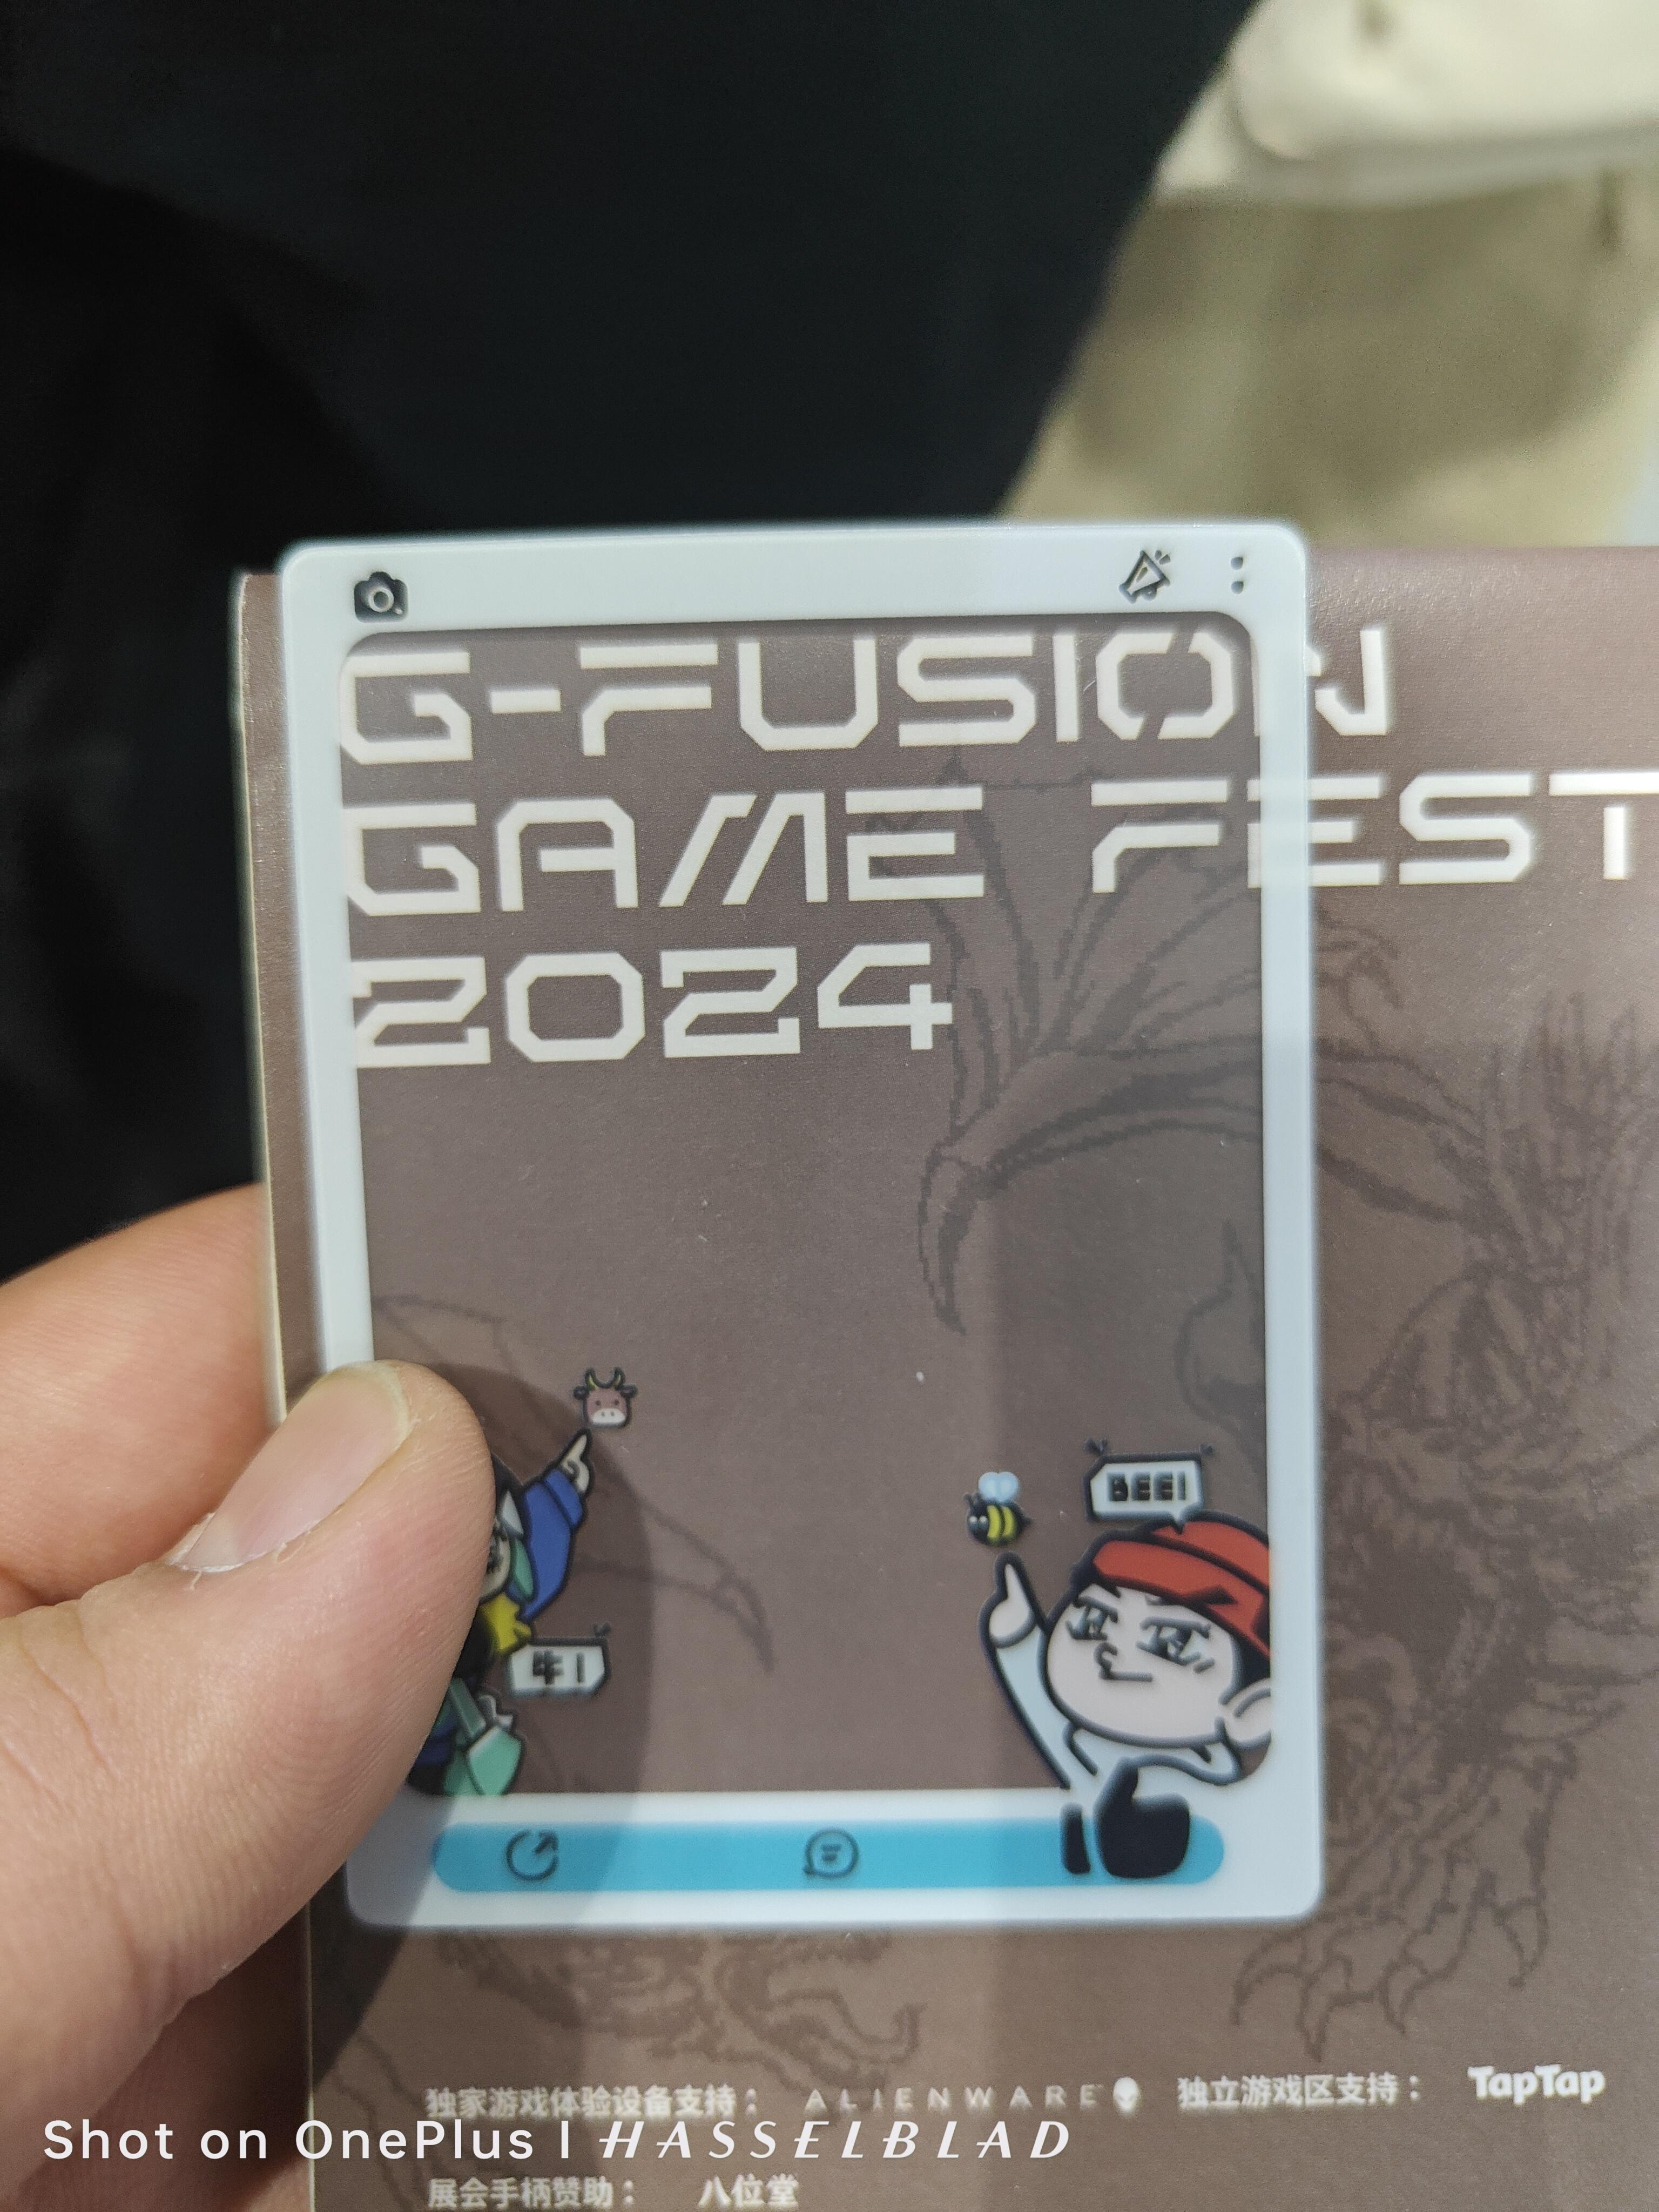 G-FUSION
GAME FEST
2024
BEE!
牛!
独家游戏体验设备支持： ALIENWARE 独立游戏区支持： TapTap
Shot on OnePlus | HASSELBLAD
展会手柄赞助： 八位堂